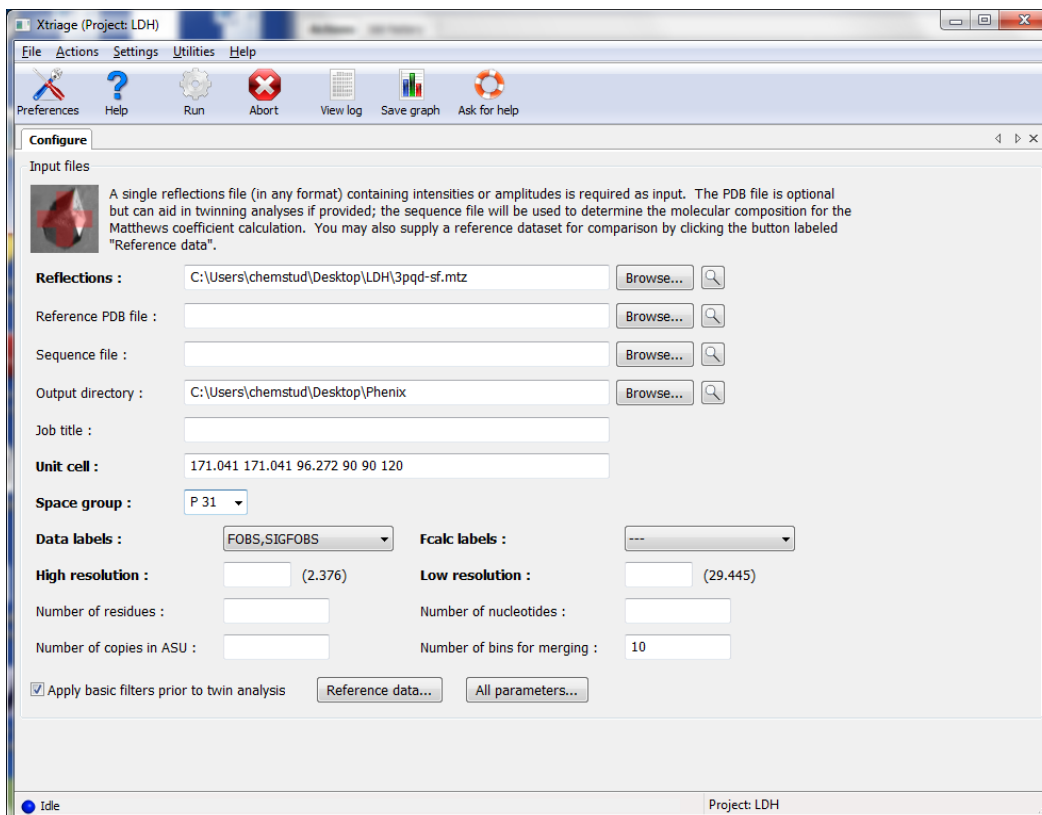 Xtriage (Project: LDH)
File Actions Settings Utilities Help
Preferences Help Run Abort View log Save graph Ask for help
Configure
Input files
A single reflections file (in any format) containing intensities or amplitudes is required as input. The PDB file is optional
but can aid in twinning analyses if provided; the sequence file will be used to determine the molecular composition for the
Matthews coefficient calculation. You may also supply a reference dataset for comparison by clicking the button labeled
"Reference data".
Reflections : C:\Users\chemstud\Desktop\LDH\3pqd-sf.mtz Browse...
Reference PDB file : Browse...
Sequence file : Browse...
Output directory : C:\Users\chemstud\Desktop\Phenix Browse...
Job title :
Unit cell : 171.041 171.041 96.272 90 90 120
Space group : P 31
Data labels : FOBS,SIGFOBS Fcalc labels : ---
High resolution : (2.376) Low resolution : (29.445)
Number of residues : Number of nucleotides :
Number of copies in ASU : Number of bins for merging : 10
Apply basic filters prior to twin analysis Reference data... All parameters...
Idle Project: LDH